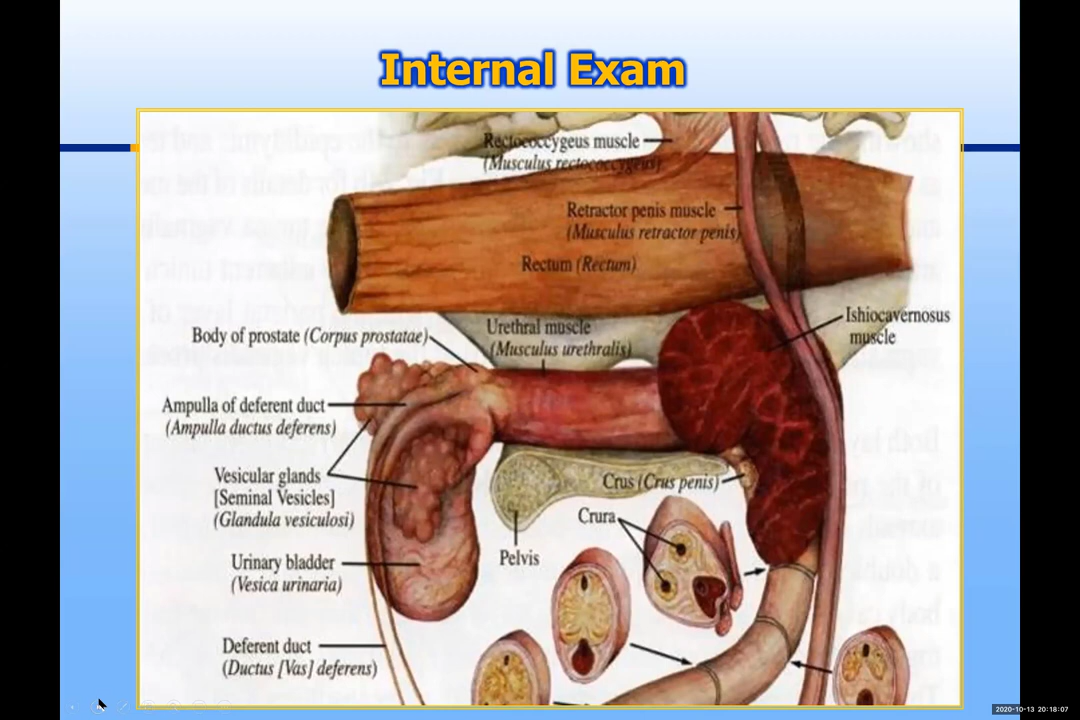 Internal Exam
Rectococcygeus muscle
(Musculus rectococcygeus)
Retractor penis muscle
(Musculus retractor penis)
Rectum (Rectum)
Ishiocavernosus
muscle
Body of prostate (Corpus prostatae)
Urethral muscle
(Musculus urethralis)
Ampulla of deferent duct
(Ampulla ductus deferens)
Vesicular glands
[Seminal Vesicles]
(Glandula vesiculosi)
Crus (Crus penis)
Crura
Pelvis
Urinary bladder
(Vesica urinaria)
Deferent duct
(Ductus [Vas] deferens)
2020-10-13 20:18:07